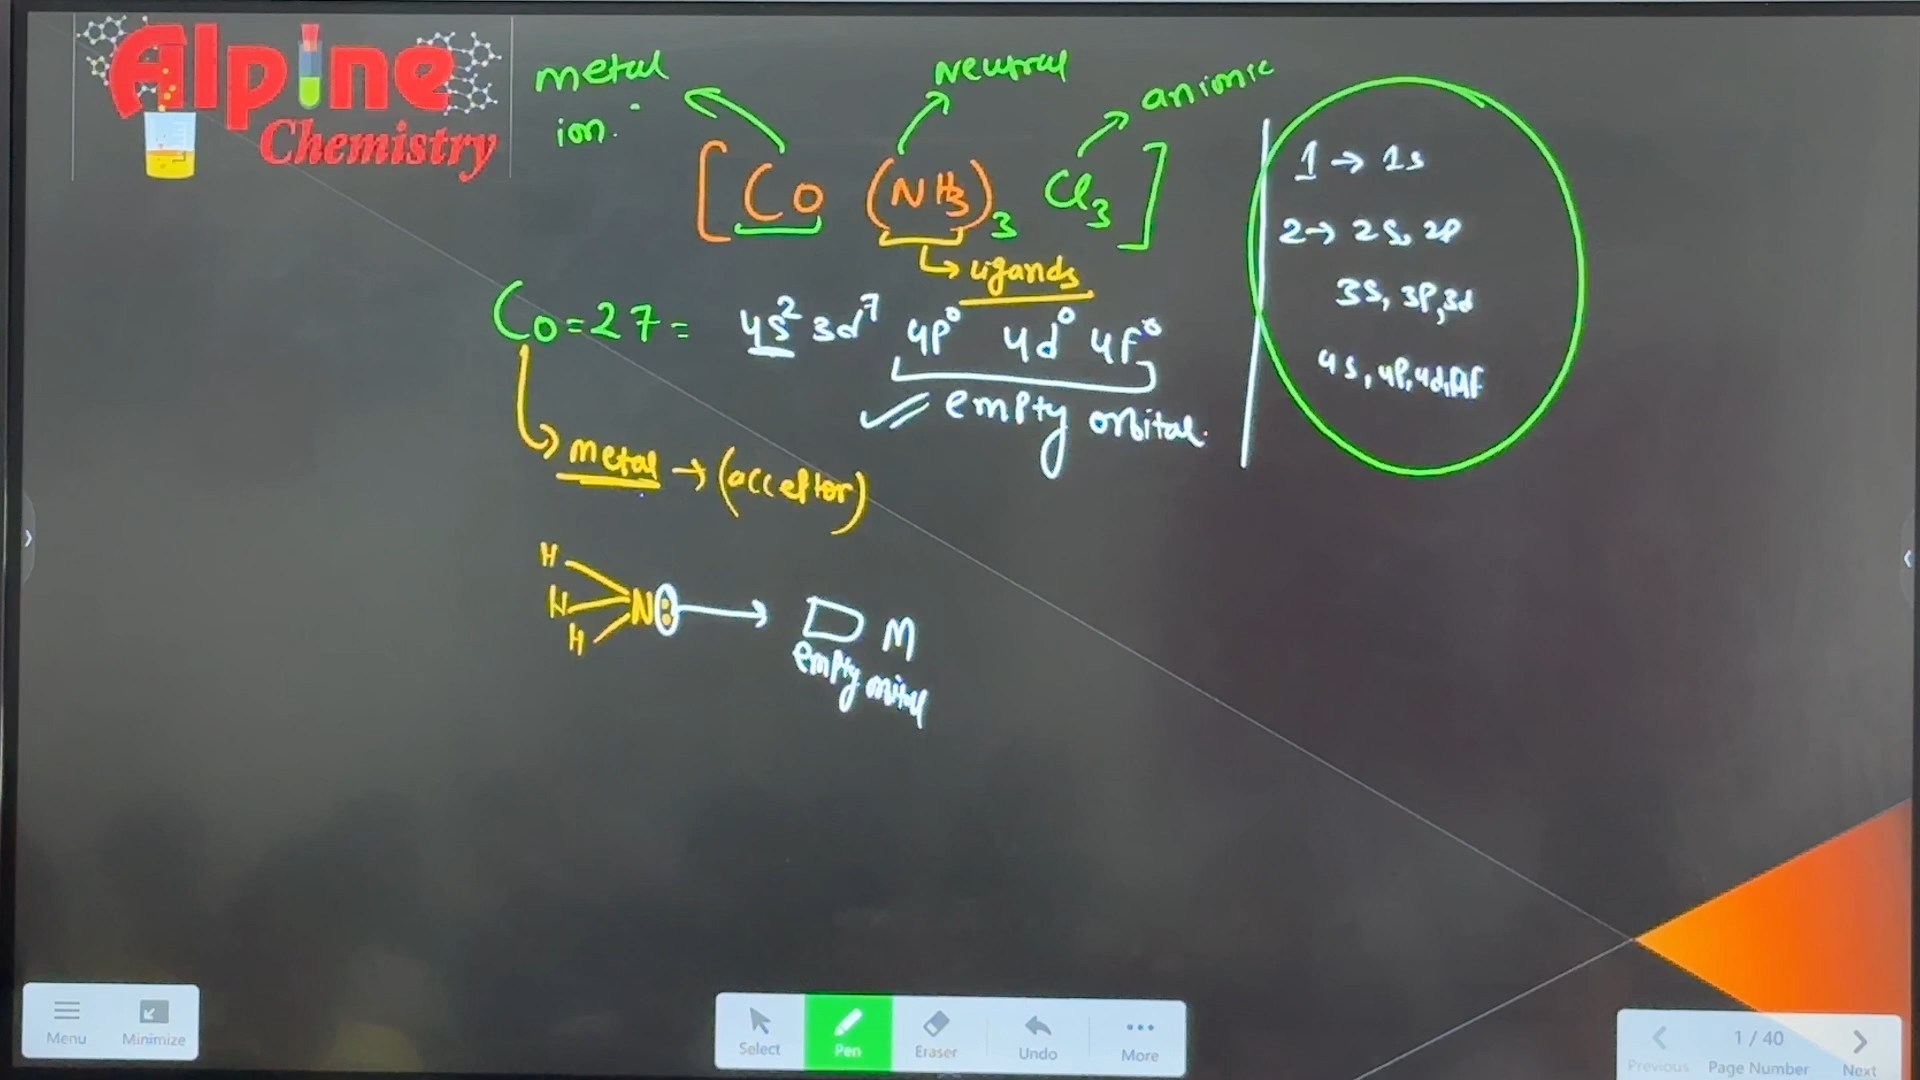 Alpine
Chemistry
metal
ion.
Neutral
anionic
[Co (NH3)3 Cl3]
ligands
Co = 27 = 4s² 3d⁷ 4p⁰ 4d⁰ 4f⁰
empty orbital.
metal → (acceptor)
H
H
H
N: → D M
empty orbital
1 → 1s
2 → 2s, 2p
3s, 3p, 3d
4s, 4p, 4d, 4f
Menu
Minimize
Select
Pen
Eraser
Undo
More
1 / 40
Previous
Page Number
Next